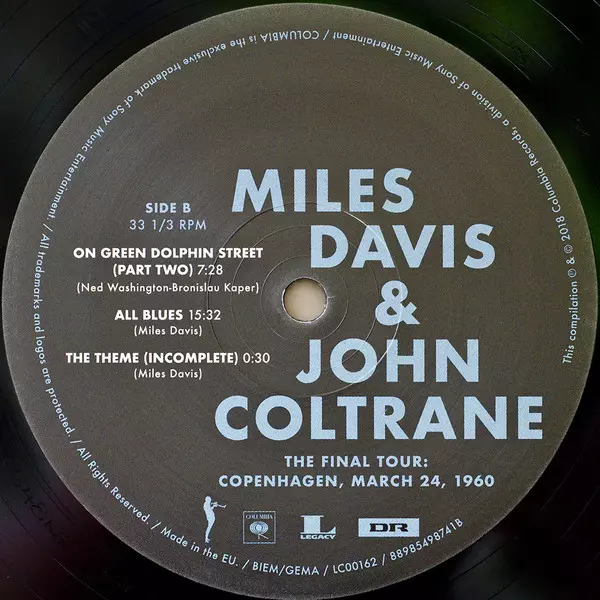 SIDE B
33 1/3 RPM
ON GREEN DOLPHIN STREET
(PART TWO) 7:28
(Ned Washington-Bronislau Kaper)
ALL BLUES 15:32
(Miles Davis)
THE THEME (INCOMPLETE) 0:30
(Miles Davis)
MILES
DAVIS
&
JOHN
COLTRANE
THE FINAL TOUR:
COPENHAGEN, MARCH 24, 1960
COLUMBIA
L
LEGACY
DR
This compilation ℗ & © 2018 Columbia Records, a division of Sony Music Entertainment / COLUMBIA is the exclusive trademark of Sony Music Entertainment. / All trademarks and logos are protected. / All Rights Reserved. / Made in the EU. / BIEM/GEMA / LC00162 / 88985498741B